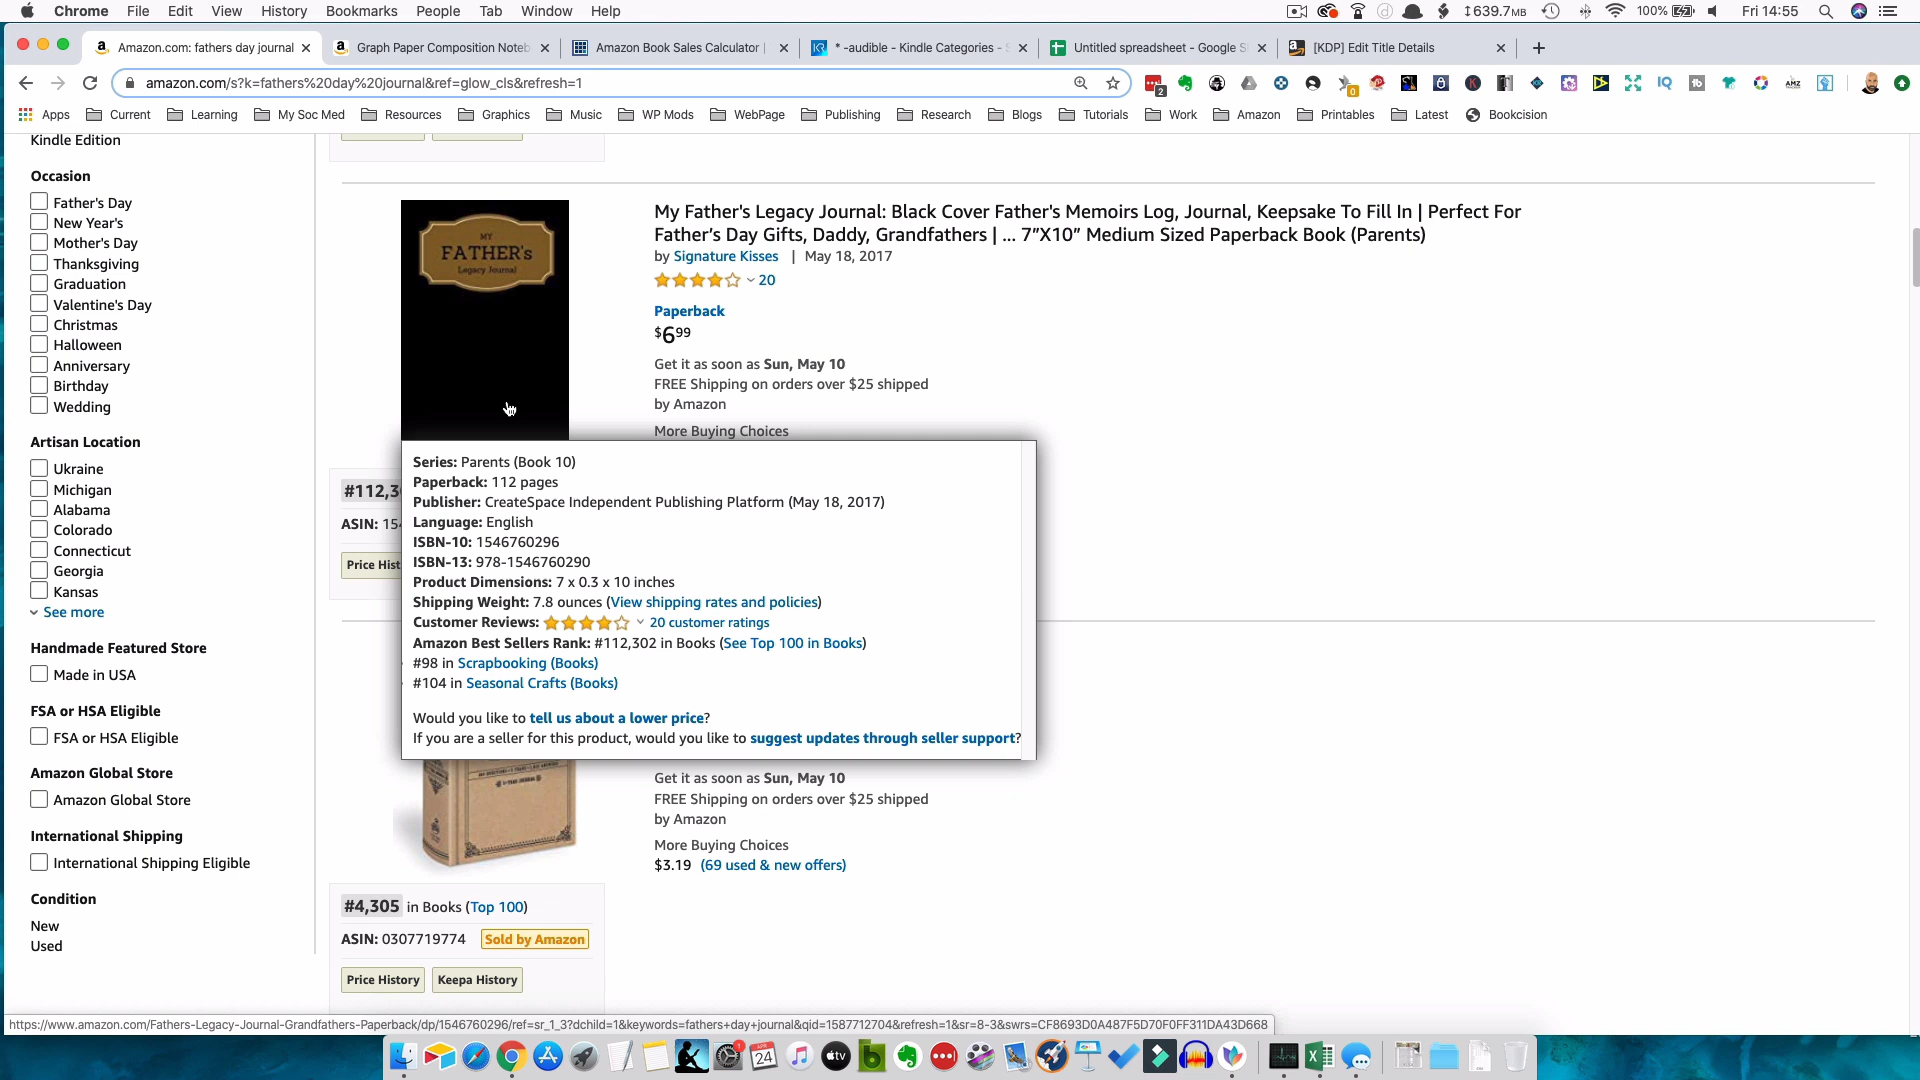 Chrome File Edit View History Bookmarks People Tab Window Help
639.7MB 100% Fri 14:55
Amazon.com: fathers day journal
Graph Paper Composition Noteb
Amazon Book Sales Calculator |
* -audible - Kindle Categories -
Untitled spreadsheet - Google S
[KDP] Edit Title Details
amazon.com/s?k=fathers%20day%20journal&ref=glow_cls&refresh=1
Apps Current Learning My Soc Med Resources Graphics Music WP Mods WebPage Publishing Research Blogs Tutorials Work Amazon Printables Latest Bookcision
Kindle Edition
Occasion
Father's Day
New Year's
Mother's Day
Thanksgiving
Graduation
Valentine's Day
Christmas
Halloween
Anniversary
Birthday
Wedding
Artisan Location
Ukraine
Michigan
Alabama
Colorado
Connecticut
Georgia
Kansas
See more
Handmade Featured Store
Made in USA
FSA or HSA Eligible
FSA or HSA Eligible
Amazon Global Store
Amazon Global Store
International Shipping
International Shipping Eligible
Condition
New
Used
MY
FATHER's
Legacy Journal
My Father's Legacy Journal: Black Cover Father's Memoirs Log, Journal, Keepsake To Fill In | Perfect For
Father's Day Gifts, Daddy, Grandfathers | ... 7”X10” Medium Sized Paperback Book (Parents)
by Signature Kisses | May 18, 2017
20
Paperback
$699
Get it as soon as Sun, May 10
FREE Shipping on orders over $25 shipped
by Amazon
More Buying Choices
#112,3
ASIN: 154
Price Hist
Series: Parents (Book 10)
Paperback: 112 pages
Publisher: CreateSpace Independent Publishing Platform (May 18, 2017)
Language: English
ISBN-10: 1546760296
ISBN-13: 978-1546760290
Product Dimensions: 7 x 0.3 x 10 inches
Shipping Weight: 7.8 ounces (View shipping rates and policies)
Customer Reviews: 20 customer ratings
Amazon Best Sellers Rank: #112,302 in Books (See Top 100 in Books)
#98 in Scrapbooking (Books)
#104 in Seasonal Crafts (Books)
Would you like to tell us about a lower price?
If you are a seller for this product, would you like to suggest updates through seller support?
Get it as soon as Sun, May 10
FREE Shipping on orders over $25 shipped
by Amazon
More Buying Choices
$3.19 (69 used & new offers)
#4,305 in Books (Top 100)
ASIN: 0307719774 Sold by Amazon
Price History Keepa History
https://www.amazon.com/Fathers-Legacy-Journal-Grandfathers-Paperback/dp/1546760296/ref=sr_1_3?dchild=1&keywords=fathers+day+journal&qid=1587712704&refresh=1&sr=8-3&swrs=CF8693D0A487F5D70F0FF311DA43D668